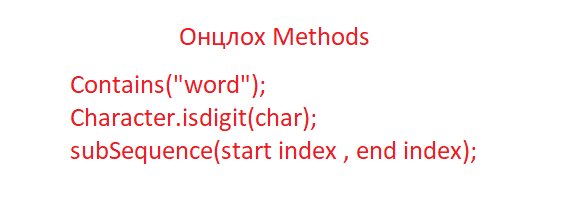 Онцлох Methods
Contains("word");
Character.isdigit(char);
subSequence(start index , end index);